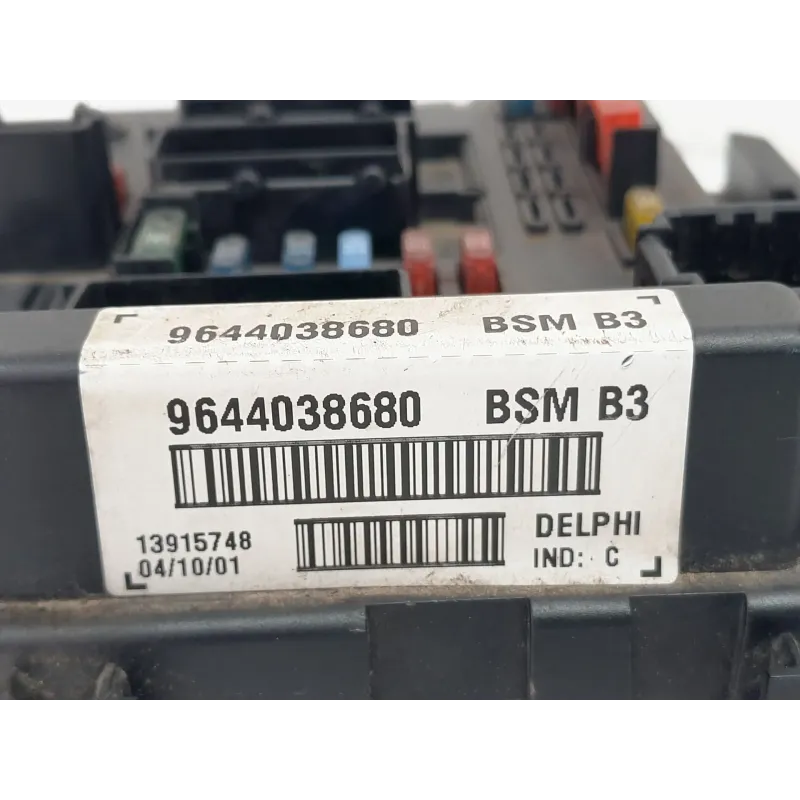 9644038680 BSM B3
9644038680 BSM B3
13915748 DELPHI
04/10/01 IND: C